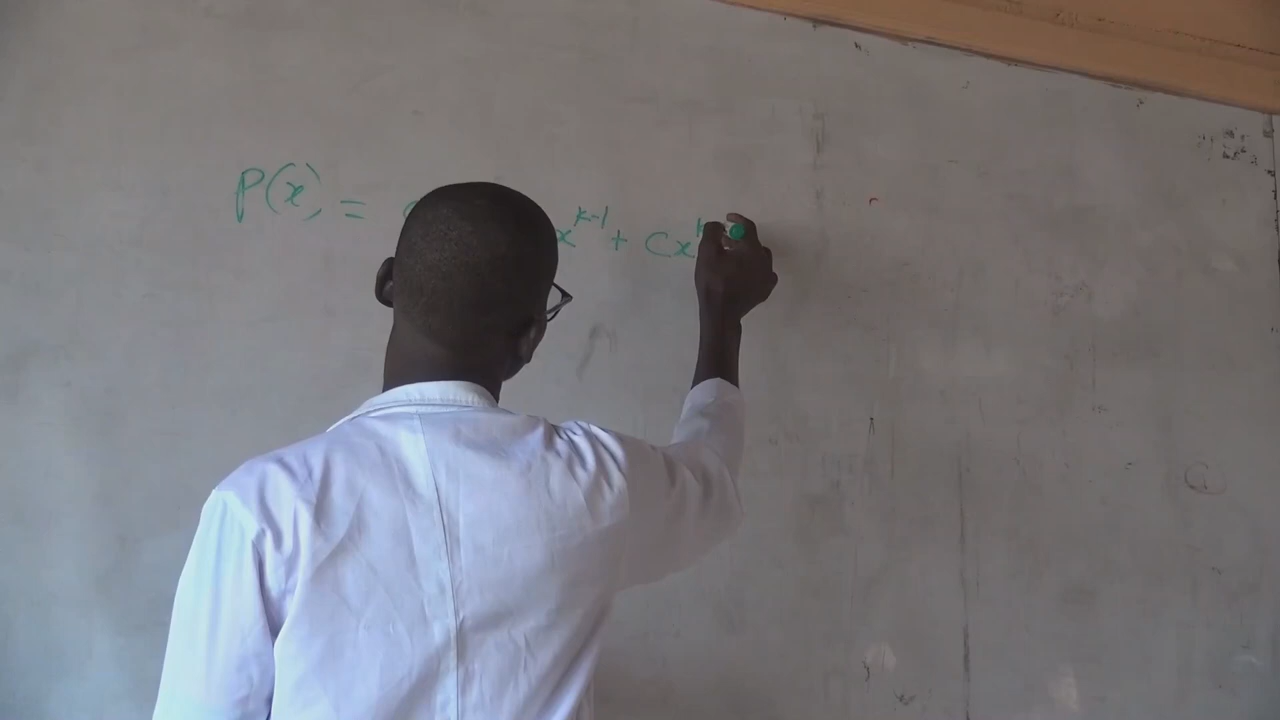 P(x) = x^{k-1} + Cx^k